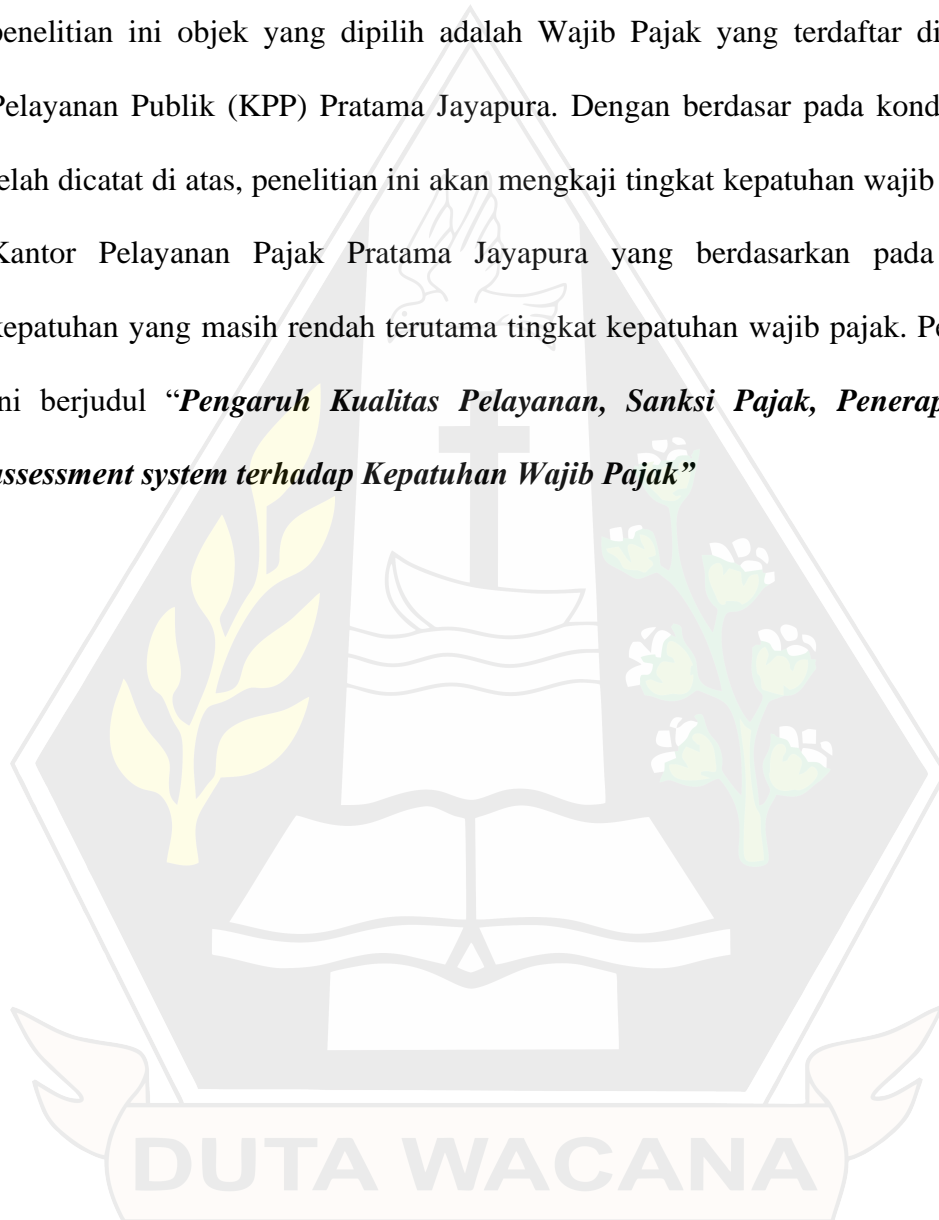 penelitian ini objek yang dipilih adalah Wajib Pajak yang terdaftar di
Pelayanan Publik (KPP) Pratama Jayapura. Dengan berdasar pada kond
telah dicatat di atas, penelitian ini akan mengkaji tingkat kepatuhan wajib
Kantor Pelayanan Pajak Pratama Jayapura yang berdasarkan pada
kepatuhan yang masih rendah terutama tingkat kepatuhan wajib pajak. Pe
ini berjudul “Pengaruh Kualitas Pelayanan, Sanksi Pajak, Penerap
assessment system terhadap Kepatuhan Wajib Pajak”
DUTA WACANA